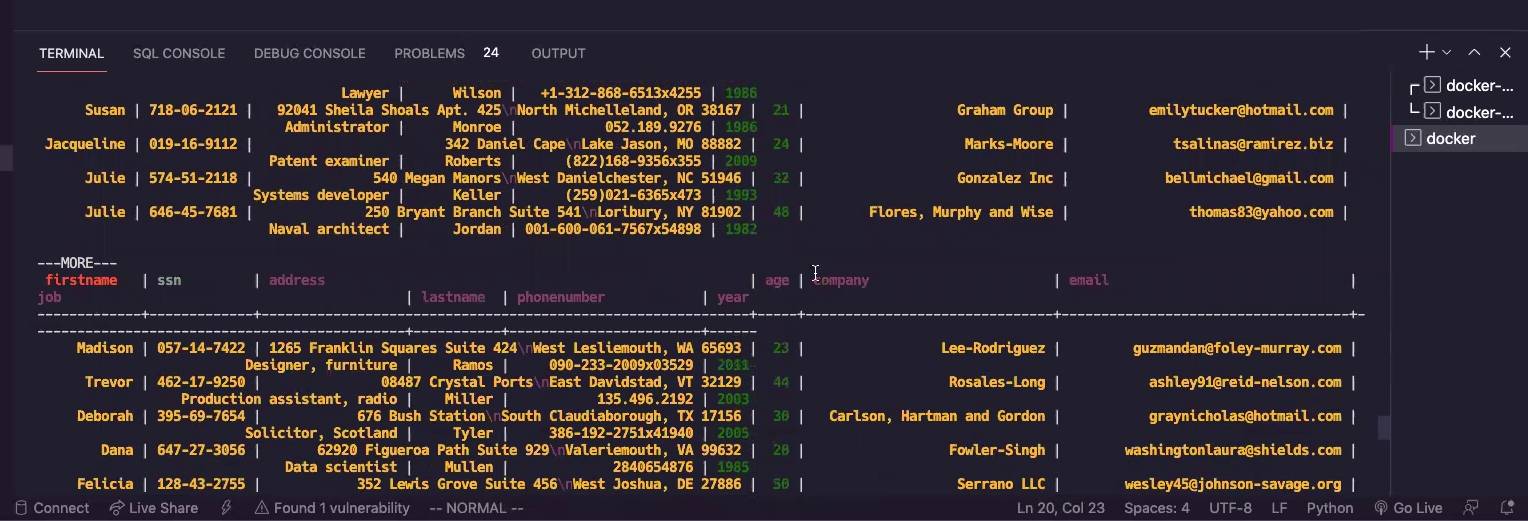 TERMINAL SQL CONSOLE DEBUG CONSOLE PROBLEMS 24 OUTPUT
docker-...
docker-...
docker
Lawyer | Wilson | +1-312-868-6513x4255 | 1986
Susan | 718-06-2121 | 92041 Sheila Shoals Apt. 425\nNorth Michelleland, OR 38167 | 21 | Graham Group | emilytucker@hotmail.com |
Administrator | Monroe | 052.189.9276 | 1986
Jacqueline | 019-16-9112 | 342 Daniel Cape\nLake Jason, MO 88882 | 24 | Marks-Moore | tsalinas@ramirez.biz |
Patent examiner | Roberts | (822)168-9356x355 | 2009
Julie | 574-51-2118 | 540 Megan Manors\nWest Danielchester, NC 51946 | 32 | Gonzalez Inc | bellmichael@gmail.com |
Systems developer | Keller | (259)021-6365x473 | 1993
Julie | 646-45-7681 | 250 Bryant Branch Suite 541\nLoribury, NY 81902 | 48 | Flores, Murphy and Wise | thomas83@yahoo.com |
Naval architect | Jordan | 001-600-061-7567x54898 | 1982
---MORE---
firstname | ssn | address | age | company | email |
job | lastname | phonenumber | year
Madison | 057-14-7422 | 1265 Franklin Squares Suite 424\nWest Lesliemouth, WA 65693 | 23 | Lee-Rodriguez | guzmandan@foley-murray.com |
Designer, furniture | Ramos | 090-233-2009x03529 | 2011
Trevor | 462-17-9250 | 08487 Crystal Ports\nEast Davidstad, VT 32129 | 44 | Rosales-Long | ashley91@reid-nelson.com |
Production assistant, radio | Miller | 135.496.2192 | 2003
Deborah | 395-69-7654 | 676 Bush Station\nSouth Claudiaborough, TX 17156 | 30 | Carlson, Hartman and Gordon | graynicholas@hotmail.com |
Solicitor, Scotland | Tyler | 386-192-2751x41940 | 2005
Dana | 647-27-3056 | 62920 Figueroa Path Suite 929\nValeriemouth, VA 99632 | 20 | Fowler-Singh | washingtonlaura@shields.com |
Data scientist | Mullen | 2840654876 | 1985
Felicia | 128-43-2755 | 352 Lewis Grove Suite 456\nWest Joshua, DE 27886 | 50 | Serrano LLC | wesley45@johnson-savage.org |
Connect Live Share Found 1 vulnerability -- NORMAL -- Ln 20, Col 23 Spaces: 4 UTF-8 LF Python Go Live